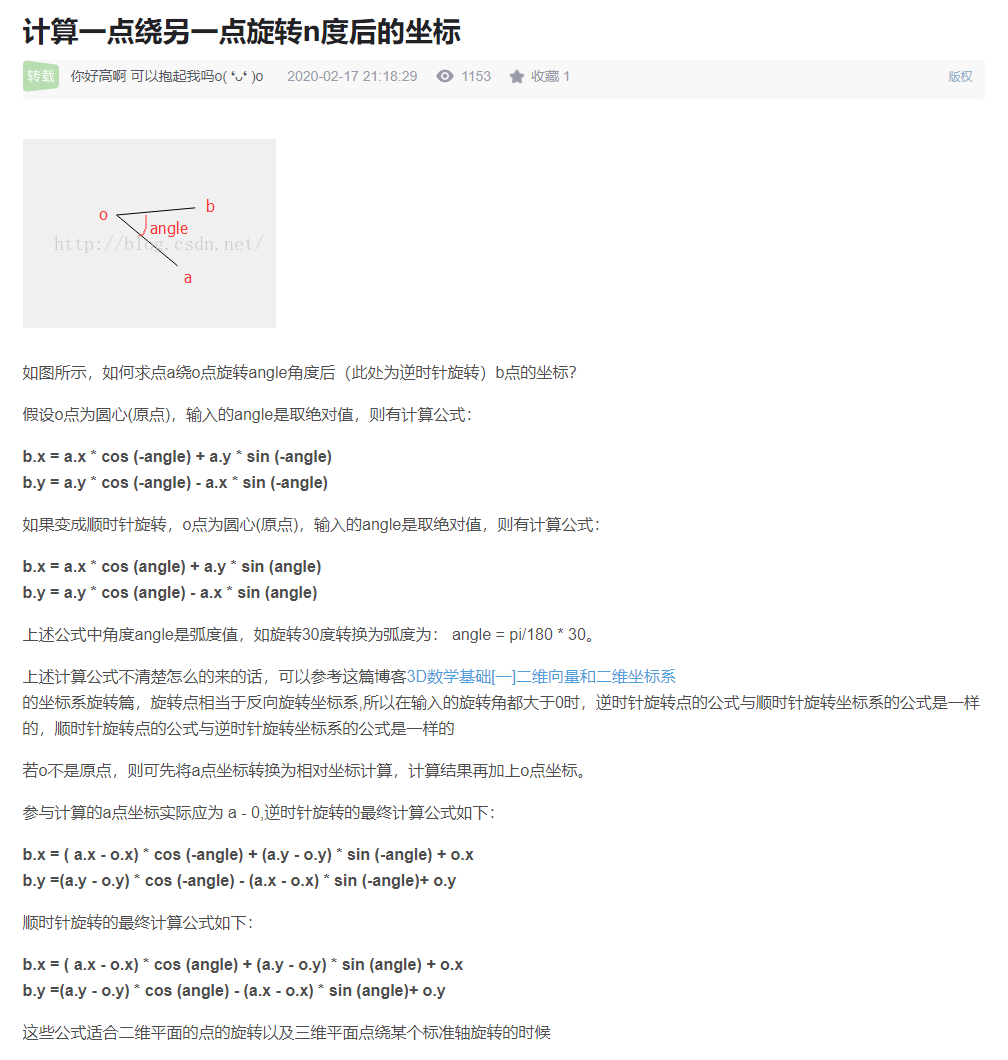 计算一点绕另一点旋转n度后的坐标
转载 你好高啊 可以抱起我吗o( ❛ᴗ❛ )o 2020-02-17 21:18:29 1153 收藏 1 版权
o
b
angle
http://blog.csdn.net/
a
如图所示，如何求点a绕o点旋转angle角度后（此处为逆时针旋转）b点的坐标？
假设o点为圆心(原点)，输入的angle是取绝对值，则有计算公式：
b.x = a.x * cos (-angle) + a.y * sin (-angle)
b.y = a.y * cos (-angle) - a.x * sin (-angle)
如果变成顺时针旋转，o点为圆心(原点)，输入的angle是取绝对值，则有计算公式：
b.x = a.x * cos (angle) + a.y * sin (angle)
b.y = a.y * cos (angle) - a.x * sin (angle)
上述公式中角度angle是弧度值，如旋转30度转换为弧度为： angle = pi/180 * 30。
上述计算公式不清楚怎么的来的话，可以参考这篇博客3D数学基础[一]二维向量和二维坐标系
的坐标系旋转篇，旋转点相当于反向旋转坐标系,所以在输入的旋转角都大于0时，逆时针旋转点的公式与顺时针旋转坐标系的公式是一样
的，顺时针旋转点的公式与逆时针旋转坐标系的公式是一样的
若o不是原点，则可先将a点坐标转换为相对坐标计算，计算结果再加上o点坐标。
参与计算的a点坐标实际应为 a - 0,逆时针旋转的最终计算公式如下：
b.x = ( a.x - o.x) * cos (-angle) + (a.y - o.y) * sin (-angle) + o.x
b.y =(a.y - o.y) * cos (-angle) - (a.x - o.x) * sin (-angle)+ o.y
顺时针旋转的最终计算公式如下：
b.x = ( a.x - o.x) * cos (angle) + (a.y - o.y) * sin (angle) + o.x
b.y =(a.y - o.y) * cos (angle) - (a.x - o.x) * sin (angle)+ o.y
这些公式适合二维平面的点的旋转以及三维平面点绕某个标准轴旋转的时候